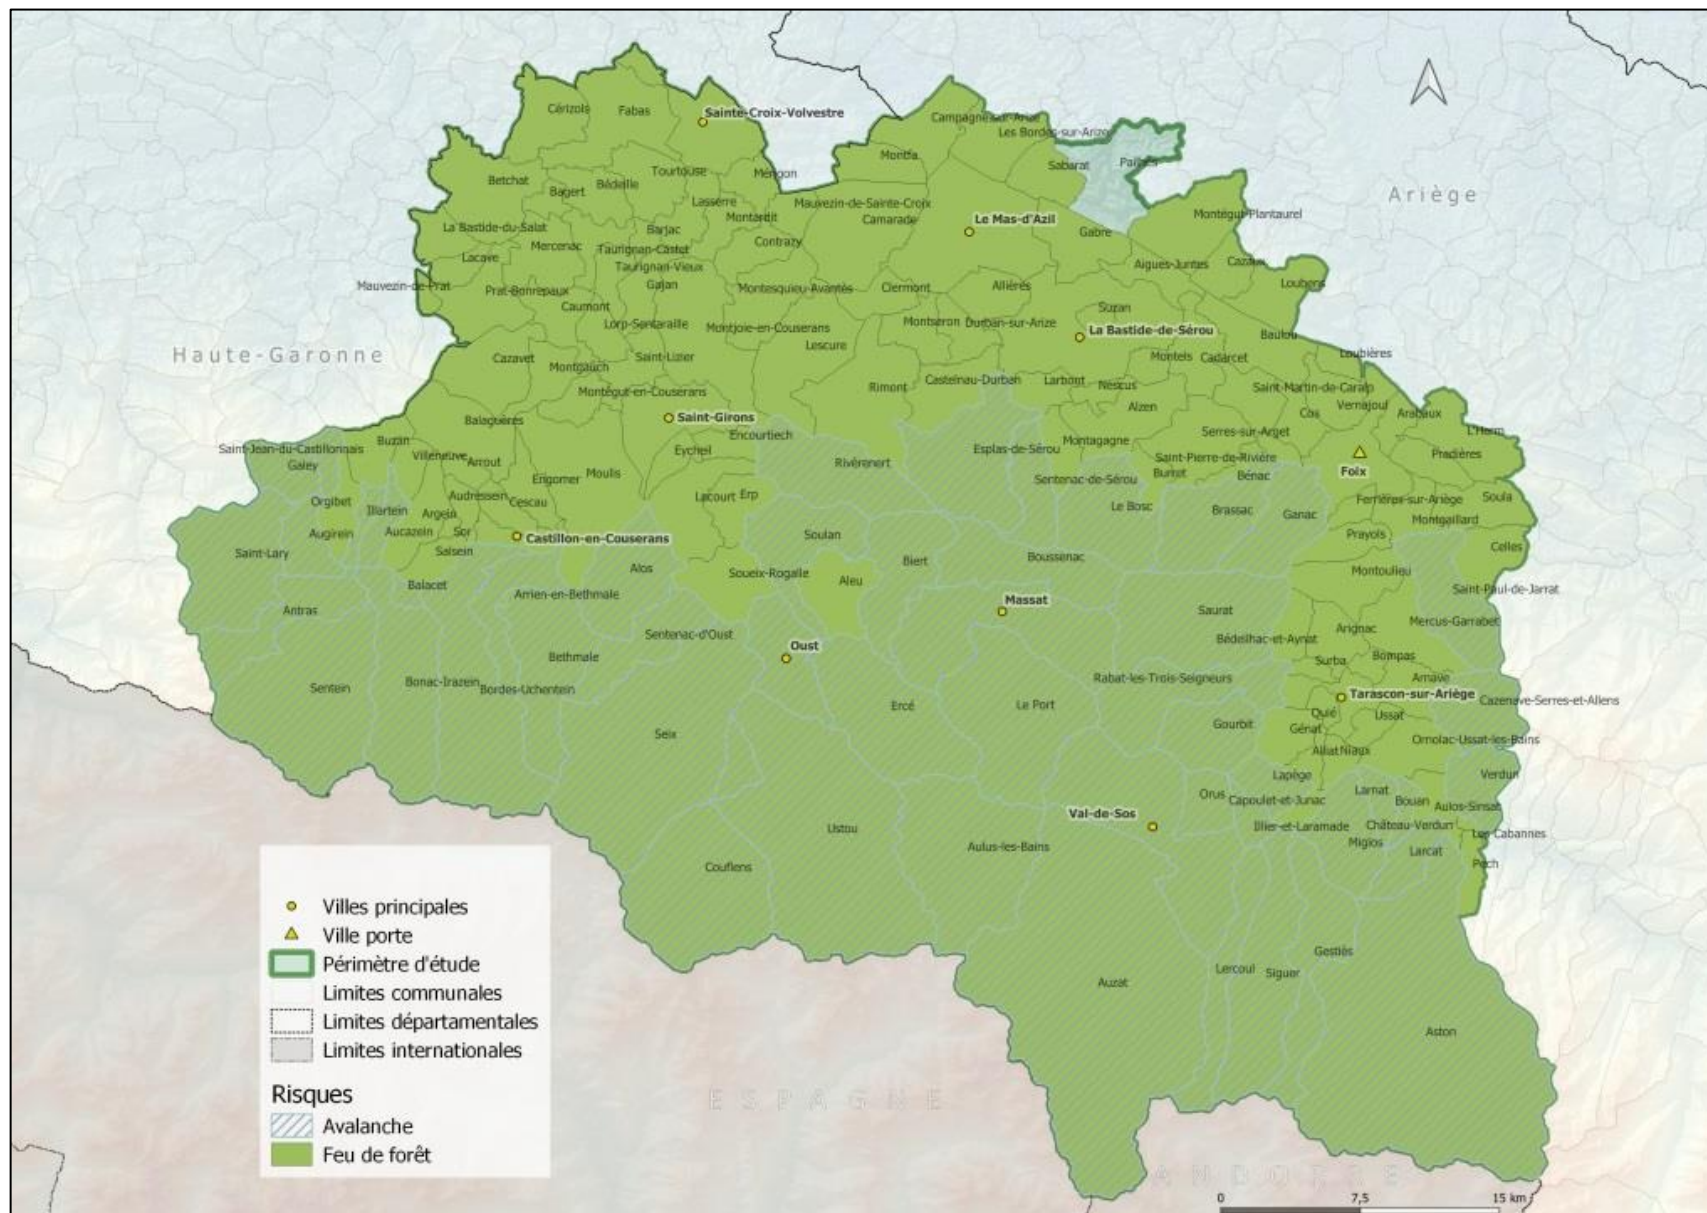 Cérizols
Fabas
Sainte-Croix-Volvestre
Campagne-sur-Arize
Les Bordes-sur-Arize
Montfa
Sabarat
Pailhès
Ariège
Tourtouse
Mérigon
Betchat
Bagert
Bédeille
Lasserre
Mauvezin-de-Sainte-Croix
Camarade
Le Mas-d'Azil
Montégut-Plantaurel
Montardit
La Bastide-du-Salat
Barjac
Gabre
Mercenac
Taurignan-Castet
Contrazy
Lacave
Taurignan-Vieux
Aigues-Juntes
Cazaux
Mauvezin-de-Prat
Prat-Bonrepaux
Gajan
Montesquieu-Avantès
Clermont
Allières
Loubens
Caumont
Suzan
Lorp-Sentaraille
Montjoie-en-Couserans
Montseron
Durban-sur-Arize
La Bastide-de-Sérou
Baulou
Haute-Garonne
Lescure
Loubières
Cazavet
Saint-Lizier
Montels
Cadarcet
Montgauch
Castelnau-Durban
Larbont
Nescus
Saint-Martin-de-Caralp
Montégut-en-Couserans
Rimont
Vernajoul
Alzen
Cos
Arabaux
Saint-Girons
Balaguères
Encourtiech
Serres-sur-Arget
L'Herm
Buzan
Montagagne
Saint-Jean-du-Castillonnais
Eycheil
Esplas-de-Sérou
Pradières
Villeneuve
Arrout
Rivèrenert
Saint-Pierre-de-Rivière
Galey
Foix
Engomer
Moulis
Sentenac-de-Sérou
Burret
Bénac
Audressein
Lacourt
Erp
Ferrières-sur-Ariège
Soula
Orgibet
Cescau
Illartein
Argein
Le Bosc
Brassac
Ganac
Montgaillard
Augirein
Aucazein
Sor
Castillon-en-Couserans
Soulan
Prayols
Saint-Lary
Salsein
Celles
Biert
Boussenac
Alos
Soueix-Rogalle
Aleu
Montoulieu
Balacet
Arrien-en-Bethmale
Saint-Paul-de-Jarrat
Massat
Antras
Saurat
Mercus-Garrabet
Sentenac-d'Oust
Arignac
Bédeilhac-et-Aynat
Oust
Bethmale
Surba
Bompas
Sentein
Bonac-Irazein
Bordes-Uchentein
Rabat-les-Trois-Seigneurs
Arnave
Tarascon-sur-Ariège
Cazenave-Serres-et-Allens
Ercé
Le Port
Quié
Ussat
Gourbit
Génat
Seix
Ornolac-Ussat-les-Bains
Alliat
Niaux
Lapège
Verdun
Larnat
Orus
Capoulet-et-Junac
Bouan
Aulos-Sinsat
Val-de-Sos
Ustou
Illier-et-Laramade
Château-Verdun
Les Cabannes
Aulus-les-Bains
Miglos
Larcat
Pech
Couflens
Villes principales
Ville porte
Gestiès
Périmètre d'étude
Lercoul
Siguer
Auzat
Limites communales
Limites départamentales
Aston
Limites internationales
Risques
ESPAGNE
Avalanche
Feu de forêt
ANDORRE
0 7,5 15 km